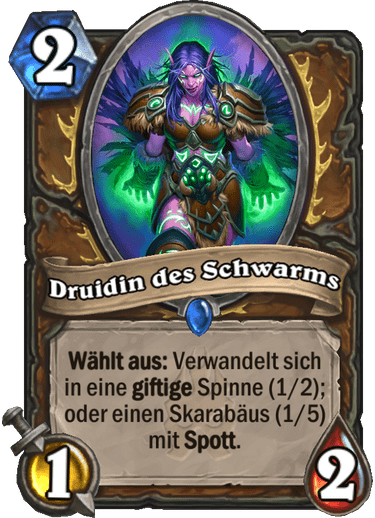 2
Druidin des Schwarms
Wählt aus: Verwandelt sich
in eine giftige Spinne (1/2);
oder einen Skarabäus (1/5)
mit Spott.
1
2